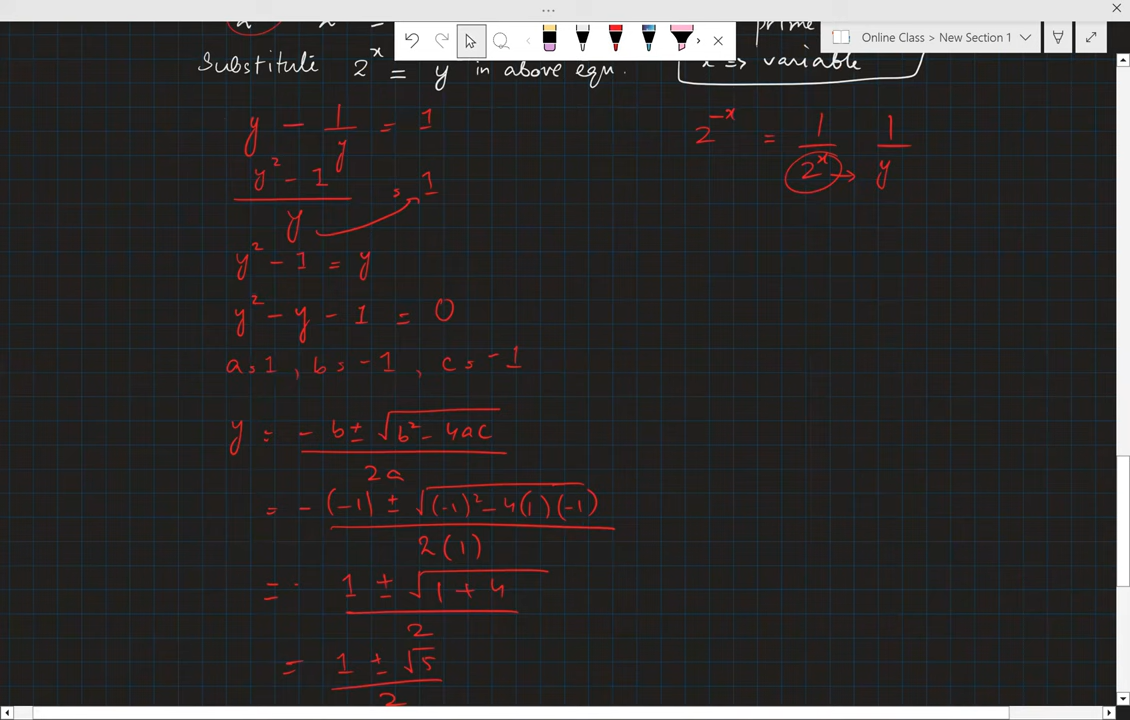 prime
Online Class > New Section 1
Substitute 2^x = y in above equ.
x => variable
y - 1/y = 1
2^-x = 1/2^x → 1/y
(y² - 1)/y = 1
y² - 1 = y
y² - y - 1 = 0
a = 1, b = -1, c = -1
y = (-b ± √(b² - 4ac))/2a
= (-(-1) ± √((-1)² - 4(1)(-1)))/2(1)
= (1 ± √(1 + 4))/2
= (1 ± √5)/2